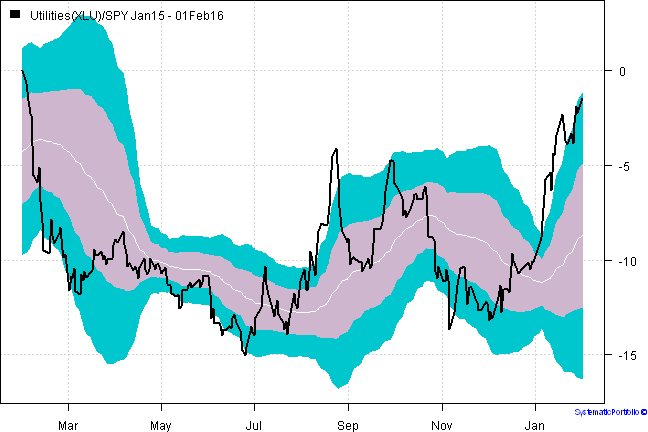 Utilities(XLU)/SPY Jan15 - 01Feb16
0
-5
-10
-15
Mar May Jul Sep Nov Jan
SystematicPortfolio ©